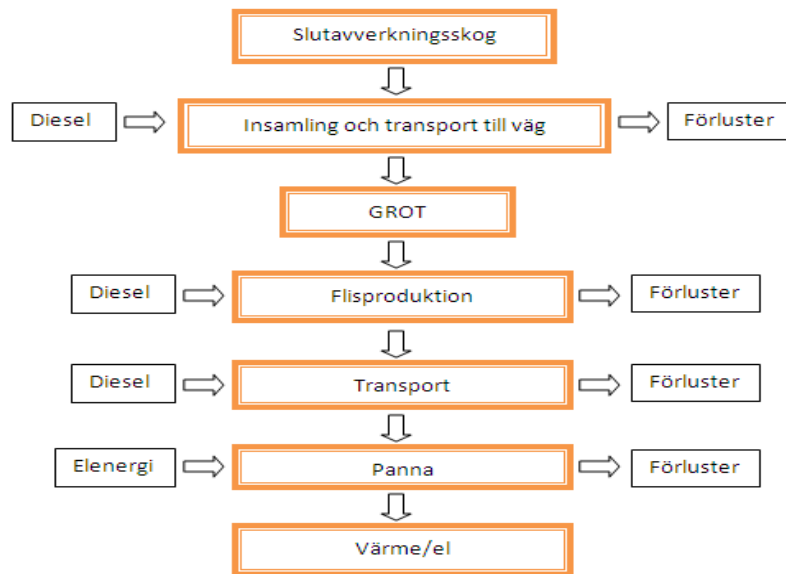 Slutavverkningsskog
Diesel
Insamling och transport till väg
Förluster
GROT
Diesel
Flisproduktion
Förluster
Diesel
Transport
Förluster
Elenergi
Panna
Förluster
Värme/el